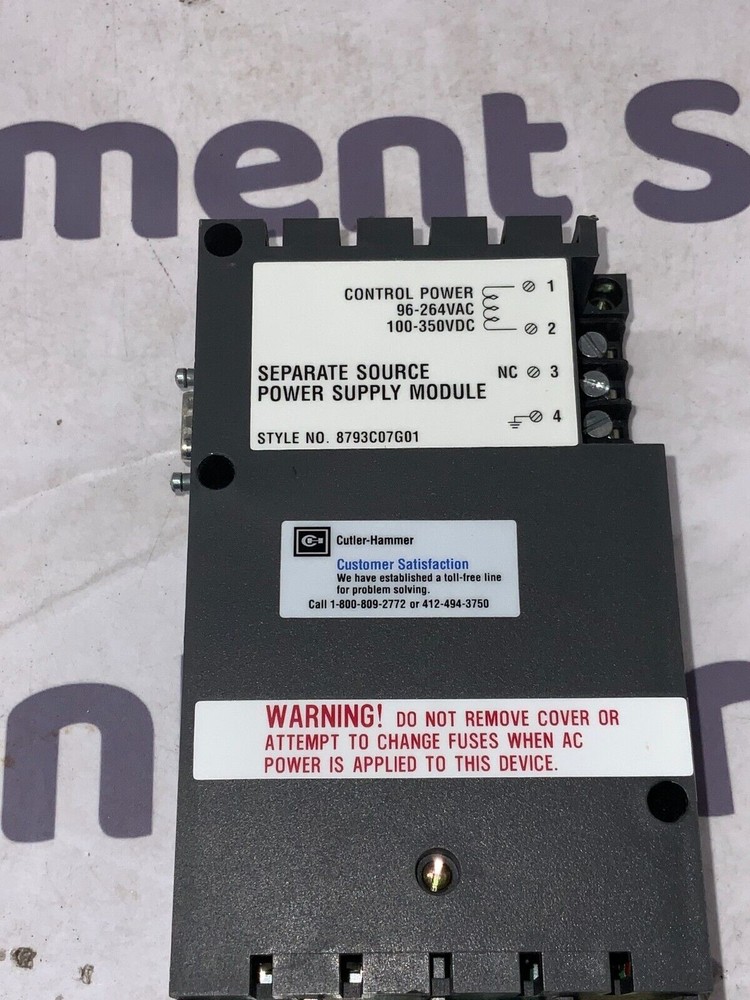 ment S
CONTROL POWER 1
96-264VAC
100-350VDC 2
SEPARATE SOURCE NC 3
POWER SUPPLY MODULE
4
STYLE NO. 8793C07G01
Cutler-Hammer
Customer Satisfaction
We have established a toll-free line
for problem solving.
Call 1-800-809-2772 or 412-494-3750
WARNING! DO NOT REMOVE COVER OR
ATTEMPT TO CHANGE FUSES WHEN AC
POWER IS APPLIED TO THIS DEVICE.